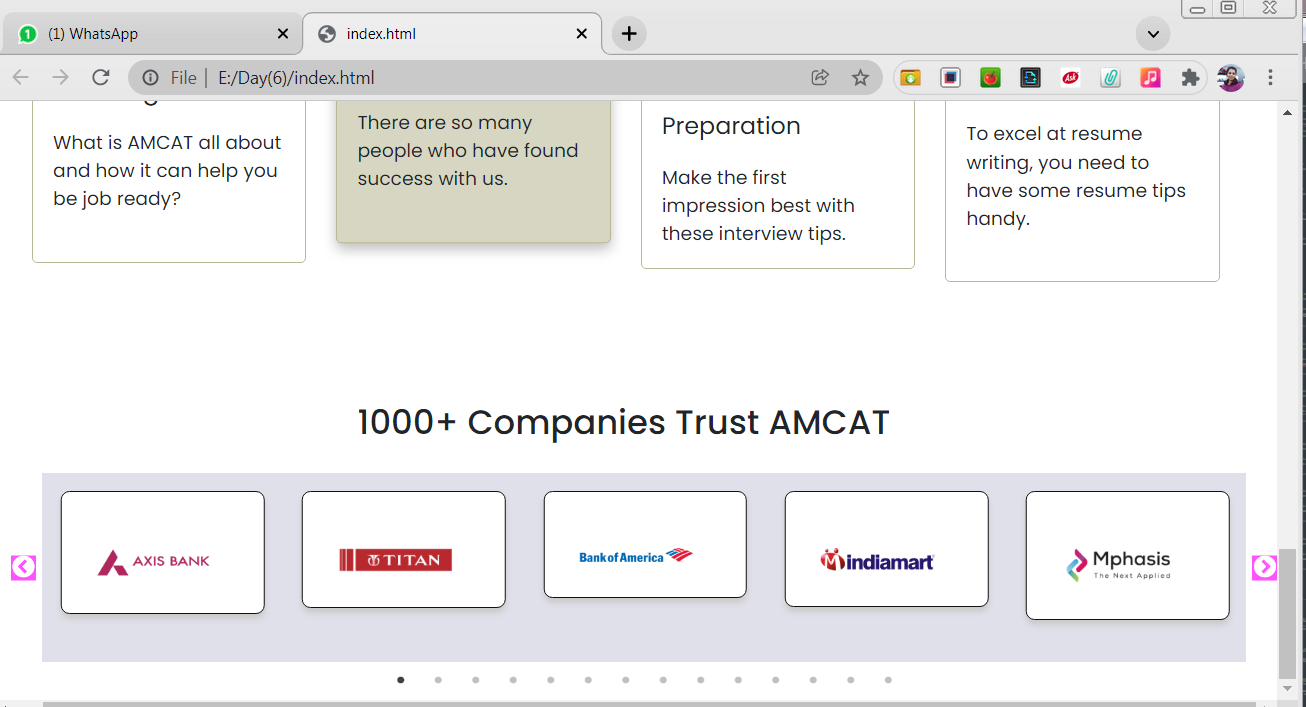 (1) WhatsApp
index.html
File
E:/Day(6)/index.html
Ask
What is AMCAT all about
and how it can help you
be job ready?
There are so many
people who have found
success with us.
Preparation
Make the first
impression best with
these interview tips.
To excel at resume
writing, you need to
have some resume tips
handy.
1000+ Companies Trust AMCAT
AXIS BANK
TITAN
Bank of America
indiamart
Mphasis
The Next Applied